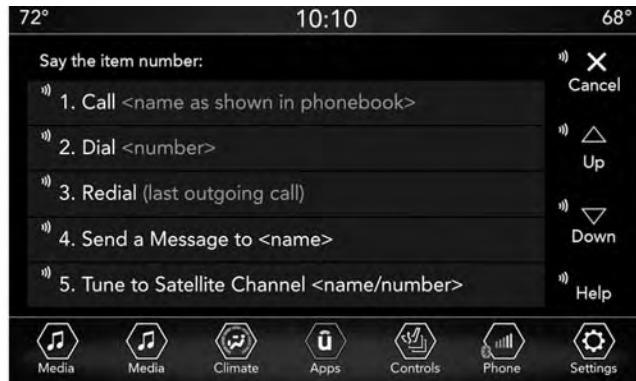 72° 10:10 68°
Say the item number:
1. Call <name as shown in phonebook>
2. Dial <number>
3. Redial (last outgoing call)
4. Send a Message to <name>
5. Tune to Satellite Channel <name/number>
Cancel
Up
Down
Help
Media Media Climate Apps Controls Phone Settings